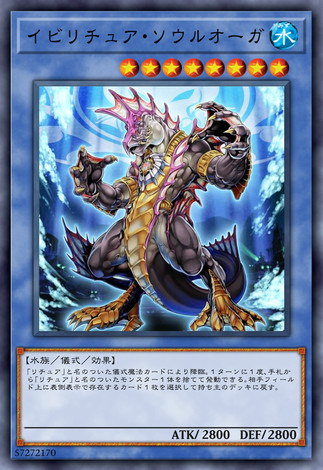 イビリチュア・ソウルオーガ
水
【水族／儀式／効果】
「リチュア」と名のついた儀式魔法カードにより降臨。１ターンに１度、手札か
ら「リチュア」と名のついたモンスター１体を捨てて発動できる。相手フィール
ド上に表側表示で存在するカード１枚を選択して持ち主のデッキに戻す。
ATK/ 2800 DEF/ 2800
57272170